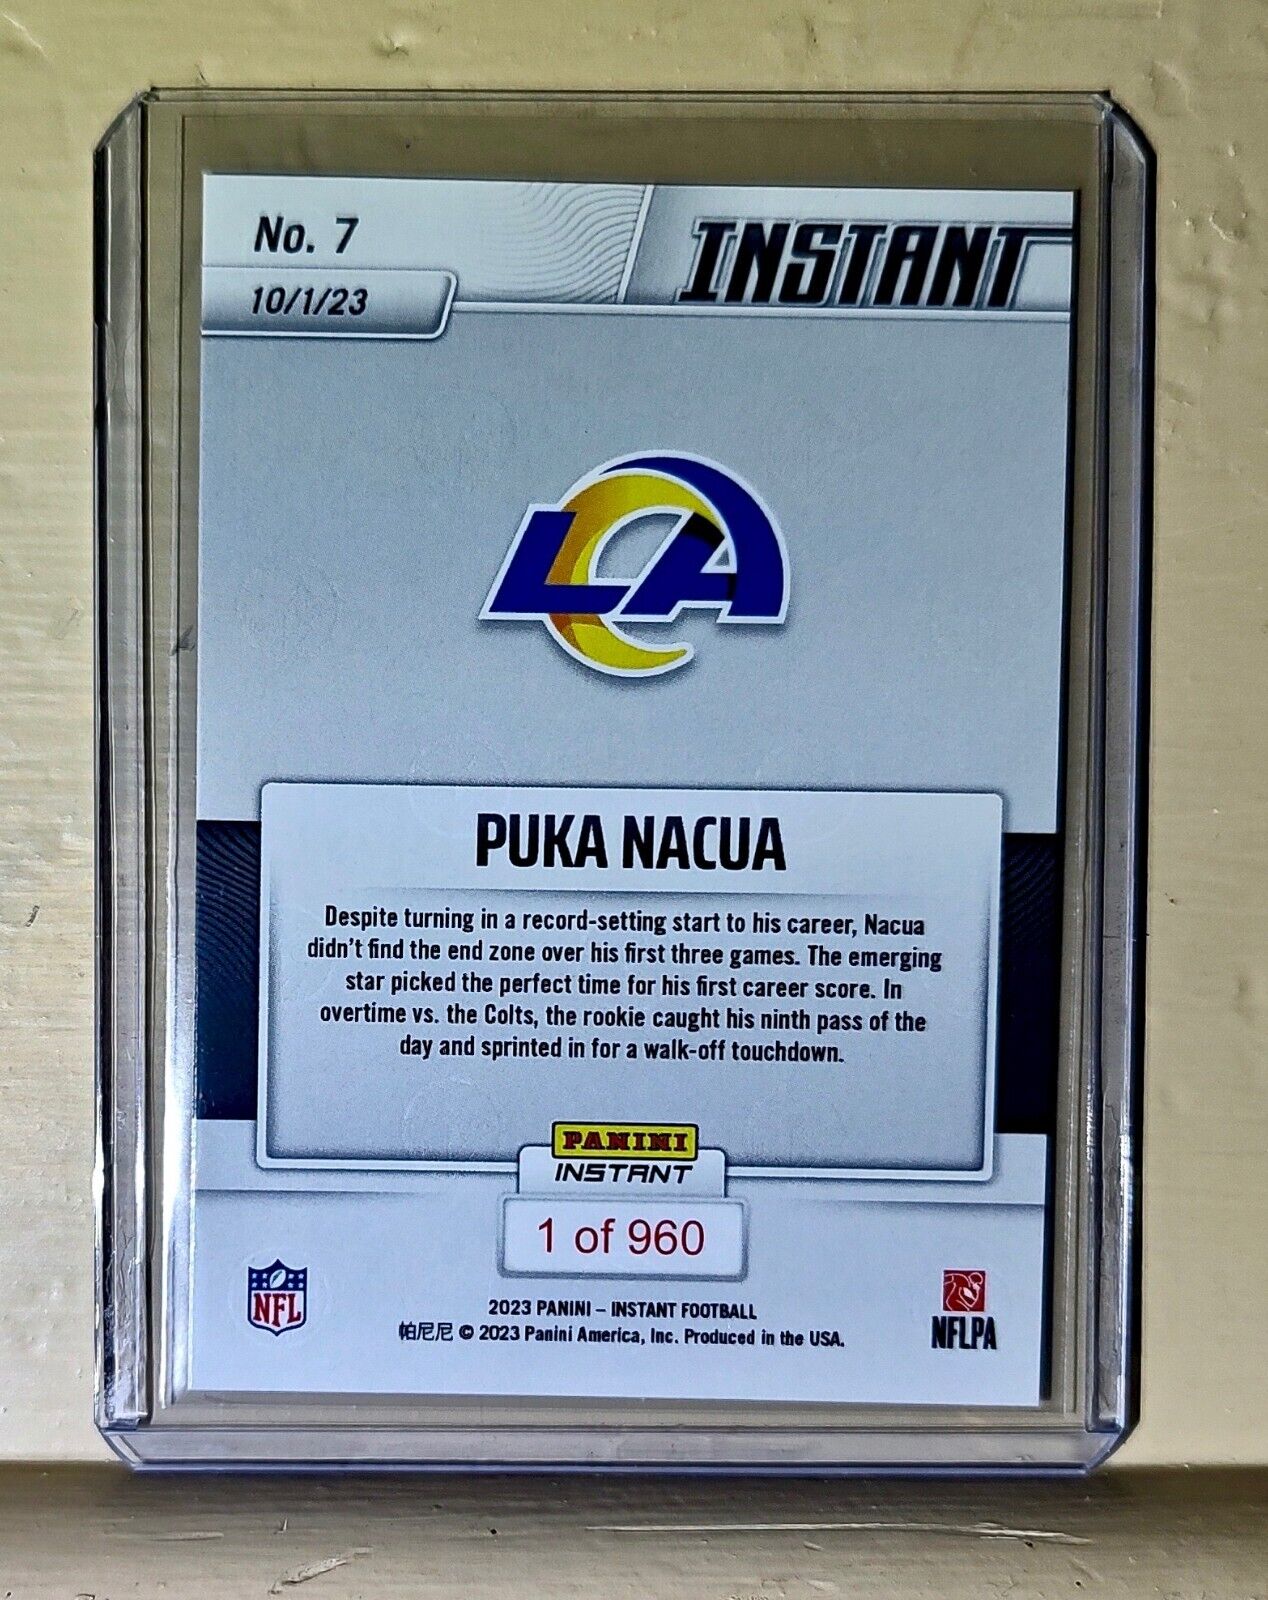 No. 7
INSTANT
10/1/23
LA
PUKA NACUA
Despite turning in a record-setting start to his career, Nacua
didn't find the end zone over his first three games. The emerging
star picked the perfect time for his first career score. In
overtime vs. the Colts, the rookie caught his ninth pass of the
day and sprinted in for a walk-off touchdown.
PANINI
INSTANT
1 of 960
NFL
2023 PANINI – INSTANT FOOTBALL
帕尼尼 © 2023 Panini America, Inc. Produced in the USA.
NFLPA